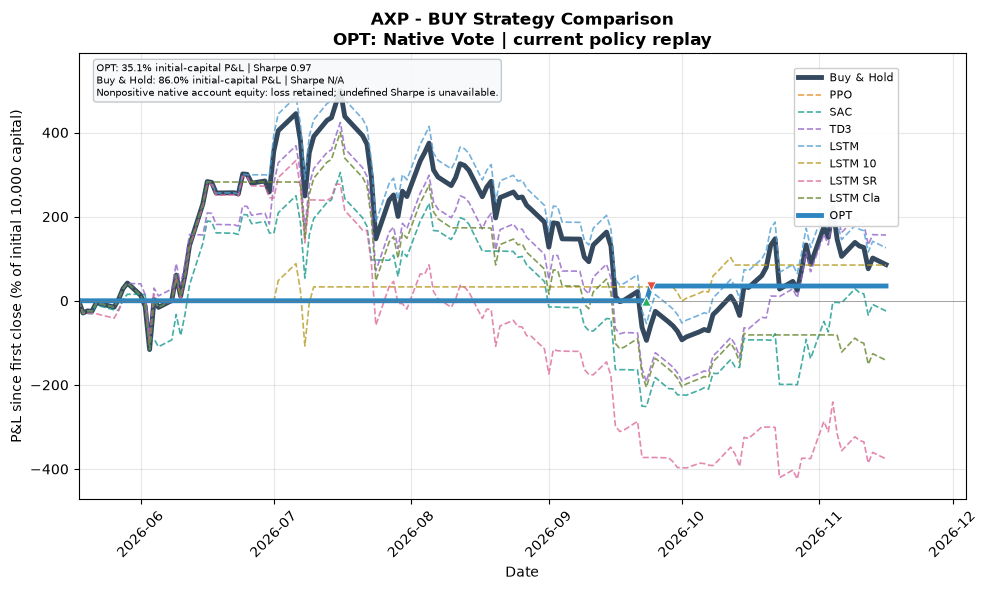 AXP - BUY Strategy Comparison
OPT: Native Vote | current policy replay
OPT: 35.1% initial-capital P&L | Sharpe 0.97
Buy & Hold: 86.0% initial-capital P&L | Sharpe N/A
Nonpositive native account equity: loss retained; undefined Sharpe is unavailable.
Buy & Hold
PPO
SAC
TD3
LSTM
LSTM 10
LSTM SR
LSTM Cla
OPT
P&L since first close (% of initial 10,000 capital)
400
200
0
−200
−400
2026-06
2026-07
2026-08
2026-09
2026-10
2026-11
2026-12
Date